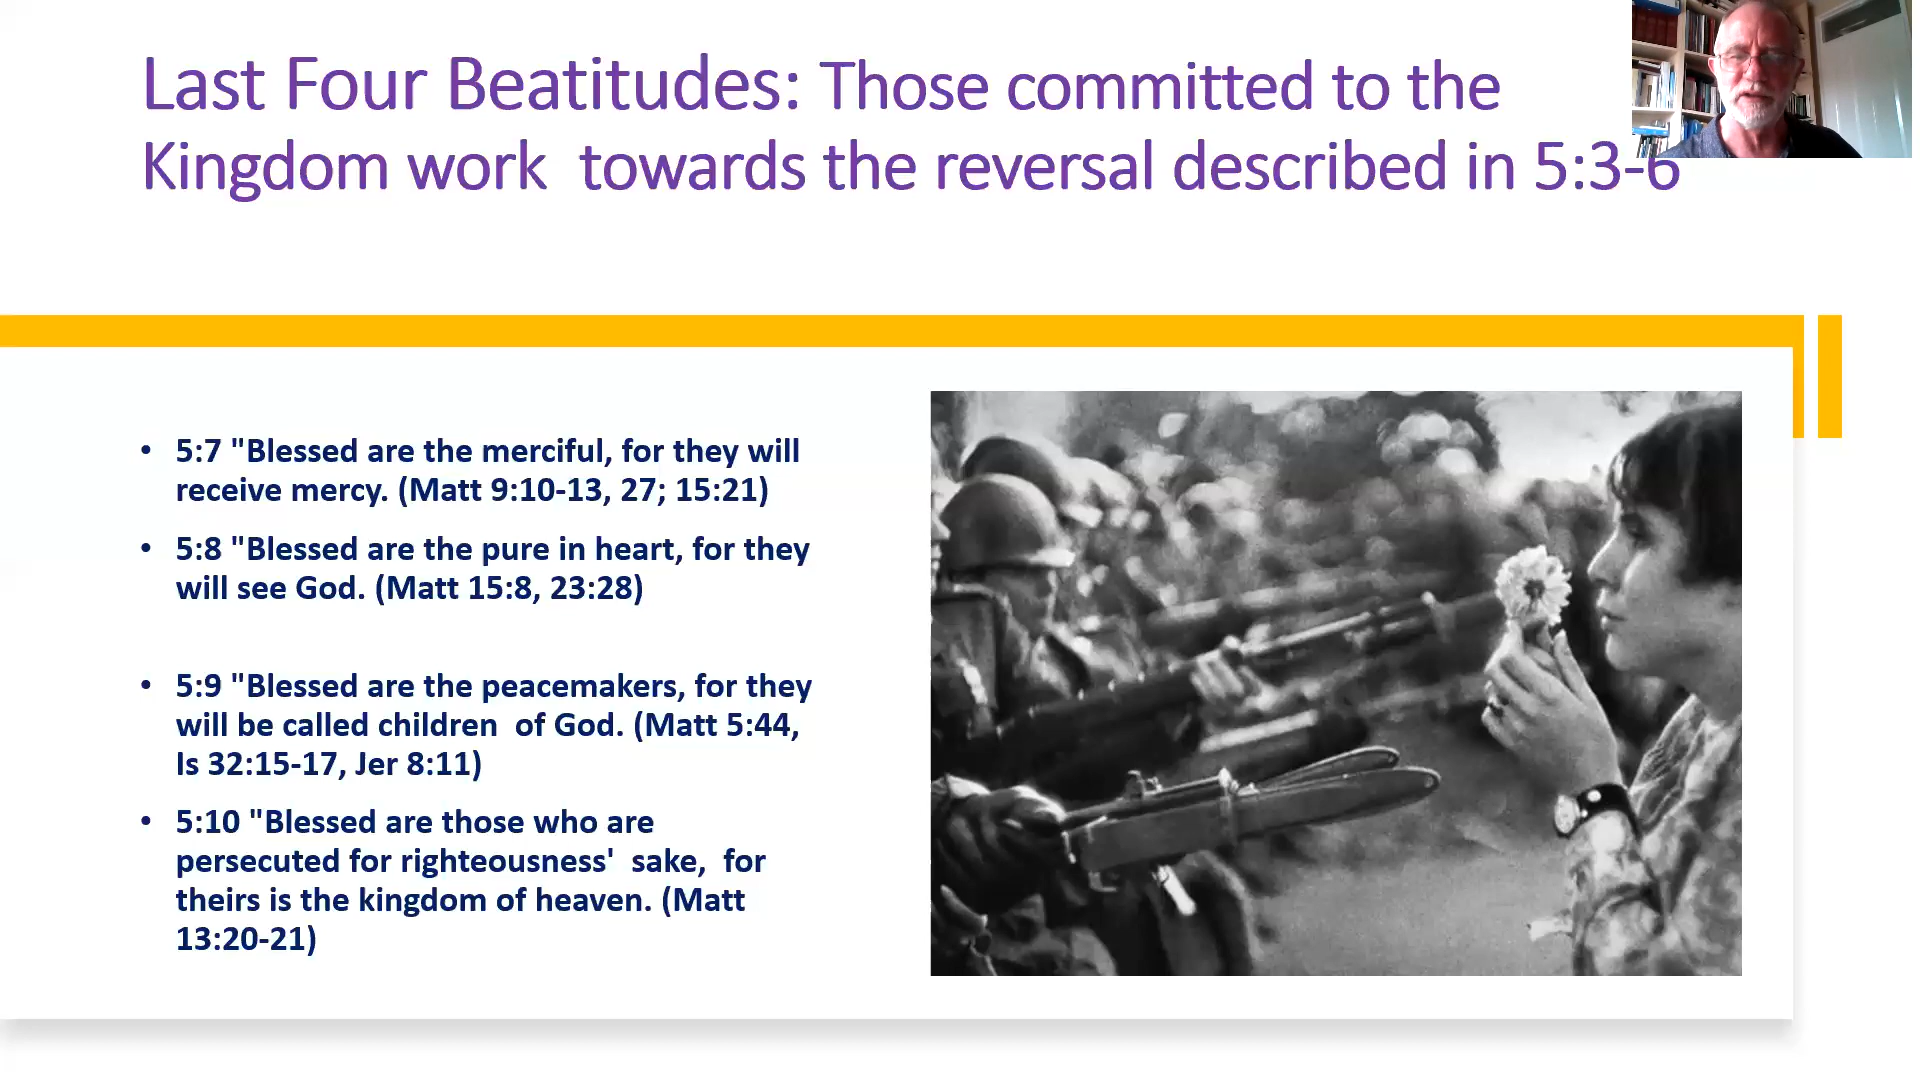 Last Four Beatitudes: Those committed to the
Kingdom work  towards the reversal described in 5:3-6
• 5:7 "Blessed are the merciful, for they will
receive mercy. (Matt 9:10-13, 27; 15:21)
• 5:8 "Blessed are the pure in heart, for they
will see God. (Matt 15:8, 23:28)
• 5:9 "Blessed are the peacemakers, for they
will be called children  of God. (Matt 5:44,
Is 32:15-17, Jer 8:11)
• 5:10 "Blessed are those who are
persecuted for righteousness'  sake,  for
theirs is the kingdom of heaven. (Matt
13:20-21)